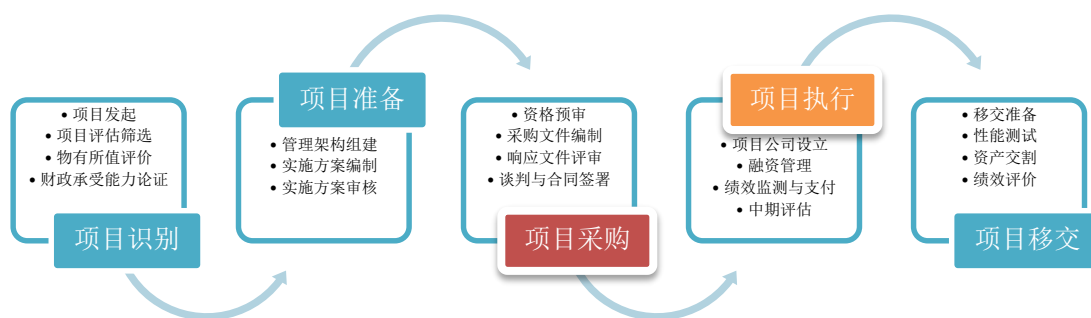 • 项目发起
• 项目评估筛选
• 物有所值评价
• 财政承受能力论证
项目识别
项目准备
• 管理架构组建
• 实施方案编制
• 实施方案审核
• 资格预审
• 采购文件编制
• 响应文件评审
• 谈判与合同签署
项目采购
项目执行
• 项目公司设立
• 融资管理
• 绩效监测与支付
• 中期评估
• 移交准备
• 性能测试
• 资产交割
• 绩效评价
项目移交